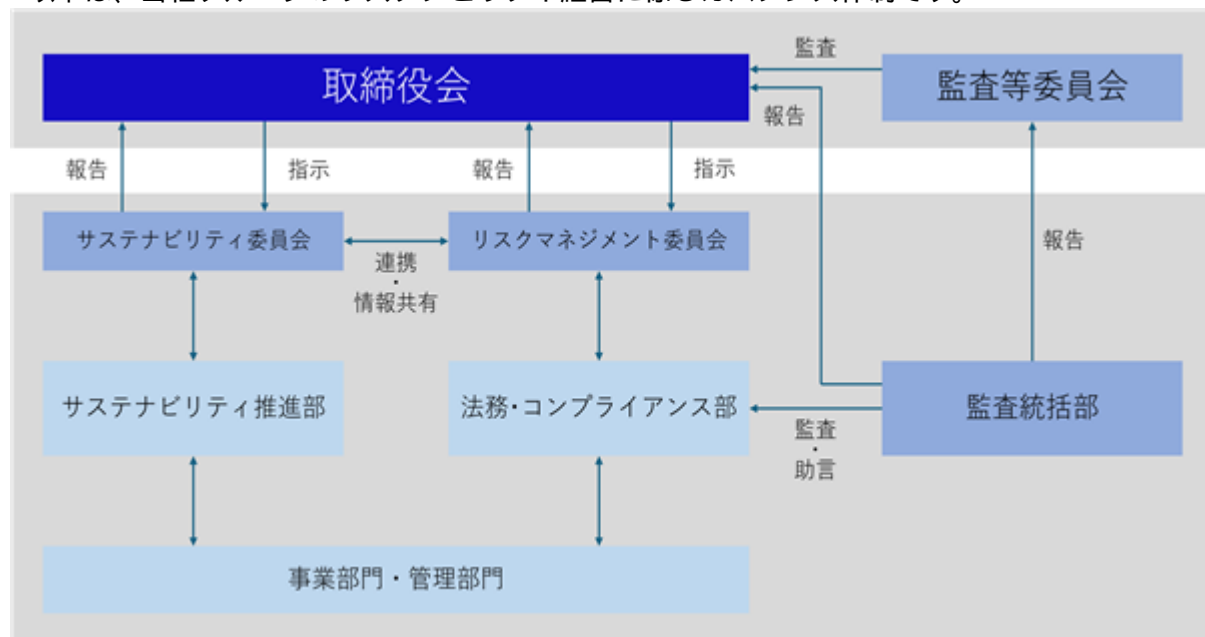 監査
取締役会
監査等委員会
報告
報告
指示
報告
指示
サステナビリティ委員会
リスクマネジメント委員会
報告
連携
・
情報共有
サステナビリティ推進部
法務・コンプライアンス部
監査統括部
監査
・
助言
事業部門・管理部門